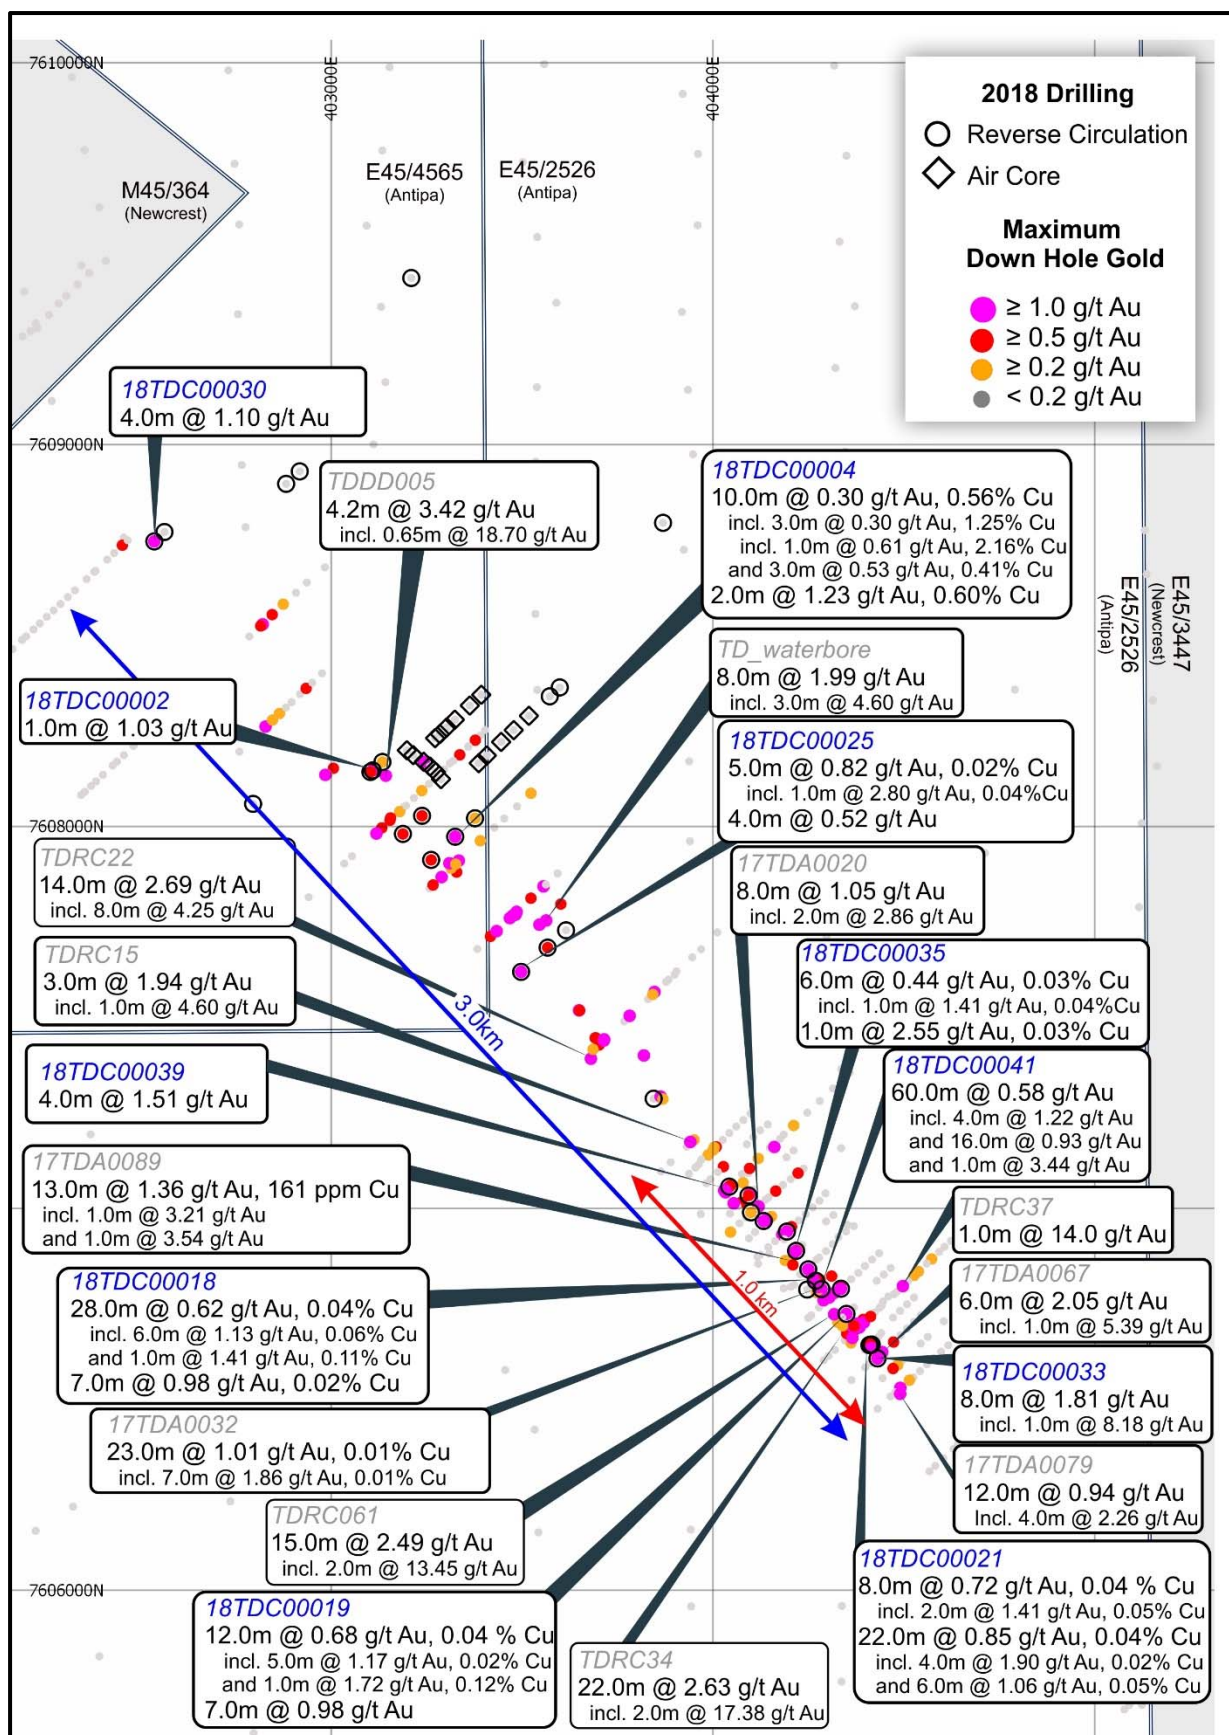 7610000N
403000E
404000E
2018 Drilling
Reverse Circulation
Air Core
Maximum
Down Hole Gold
≥ 1.0 g/t Au
≥ 0.5 g/t Au
≥ 0.2 g/t Au
< 0.2 g/t Au
M45/364
(Newcrest)
E45/4565
(Antipa)
E45/2526
(Antipa)
18TDC00030
4.0m @ 1.10 g/t Au
7609000N
TDDD005
4.2m @ 3.42 g/t Au
incl. 0.65m @ 18.70 g/t Au
18TDC00004
10.0m @ 0.30 g/t Au, 0.56% Cu
incl. 3.0m @ 0.30 g/t Au, 1.25% Cu
incl. 1.0m @ 0.61 g/t Au, 2.16% Cu
and 3.0m @ 0.53 g/t Au, 0.41% Cu
2.0m @ 1.23 g/t Au, 0.60% Cu
E45/2526
(Antipa)
E45/3447
(Newcrest)
TD_waterbore
8.0m @ 1.99 g/t Au
incl. 3.0m @ 4.60 g/t Au
18TDC00002
1.0m @ 1.03 g/t Au
18TDC00025
5.0m @ 0.82 g/t Au, 0.02% Cu
incl. 1.0m @ 2.80 g/t Au, 0.04%Cu
4.0m @ 0.52 g/t Au
7608000N
TDRC22
14.0m @ 2.69 g/t Au
incl. 8.0m @ 4.25 g/t Au
17TDA0020
8.0m @ 1.05 g/t Au
incl. 2.0m @ 2.86 g/t Au
TDRC15
3.0m @ 1.94 g/t Au
incl. 1.0m @ 4.60 g/t Au
18TDC00035
6.0m @ 0.44 g/t Au, 0.03% Cu
incl. 1.0m @ 1.41 g/t Au, 0.04%Cu
1.0m @ 2.55 g/t Au, 0.03% Cu
3.0km
18TDC00039
4.0m @ 1.51 g/t Au
18TDC00041
60.0m @ 0.58 g/t Au
incl. 4.0m @ 1.22 g/t Au
and 16.0m @ 0.93 g/t Au
and 1.0m @ 3.44 g/t Au
17TDA0089
13.0m @ 1.36 g/t Au, 161 ppm Cu
incl. 1.0m @ 3.21 g/t Au
and 1.0m @ 3.54 g/t Au
TDRC37
1.0m @ 14.0 g/t Au
1.0 km
18TDC00018
28.0m @ 0.62 g/t Au, 0.04% Cu
incl. 6.0m @ 1.13 g/t Au, 0.06% Cu
and 1.0m @ 1.41 g/t Au, 0.11% Cu
7.0m @ 0.98 g/t Au, 0.02% Cu
17TDA0067
6.0m @ 2.05 g/t Au
incl. 1.0m @ 5.39 g/t Au
18TDC00033
8.0m @ 1.81 g/t Au
incl. 1.0m @ 8.18 g/t Au
17TDA0032
23.0m @ 1.01 g/t Au, 0.01% Cu
incl. 7.0m @ 1.86 g/t Au, 0.01% Cu
17TDA0079
12.0m @ 0.94 g/t Au
Incl. 4.0m @ 2.26 g/t Au
TDRC061
15.0m @ 2.49 g/t Au
incl. 2.0m @ 13.45 g/t Au
18TDC00021
8.0m @ 0.72 g/t Au, 0.04 % Cu
incl. 2.0m @ 1.41 g/t Au, 0.05% Cu
22.0m @ 0.85 g/t Au, 0.04% Cu
incl. 4.0m @ 1.90 g/t Au, 0.02% Cu
and 6.0m @ 1.06 g/t Au, 0.05% Cu
7606000N
18TDC00019
12.0m @ 0.68 g/t Au, 0.04 % Cu
incl. 5.0m @ 1.17 g/t Au, 0.02% Cu
and 1.0m @ 1.72 g/t Au, 0.12% Cu
7.0m @ 0.98 g/t Au
TDRC34
22.0m @ 2.63 g/t Au
incl. 2.0m @ 17.38 g/t Au